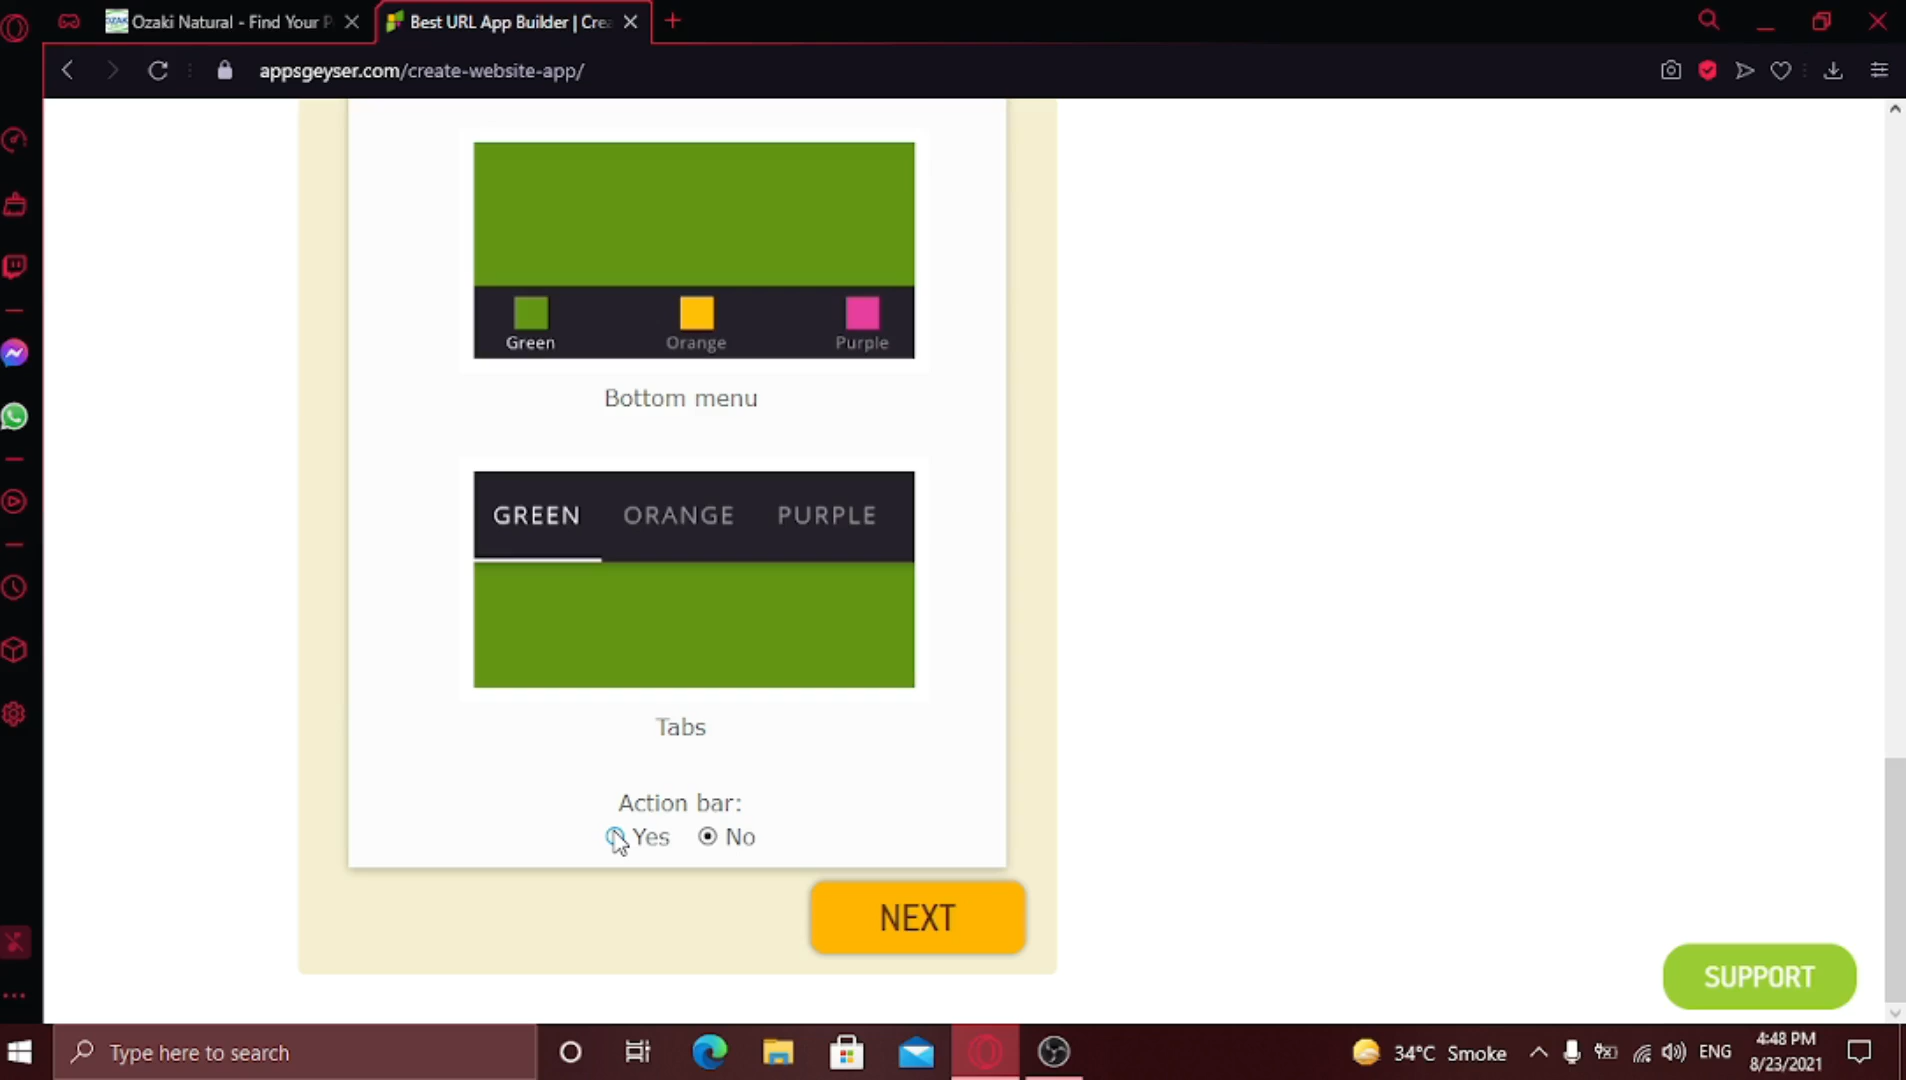 Ozaki Natural - Find Your P
Best URL App Builder | Crea
appsgeyser.com/create-website-app/
Green
Orange
Purple
Bottom menu
GREEN ORANGE PURPLE
Tabs
Action bar:
Yes No
NEXT
SUPPORT
Type here to search
34°C Smoke
ENG
4:48 PM
8/23/2021